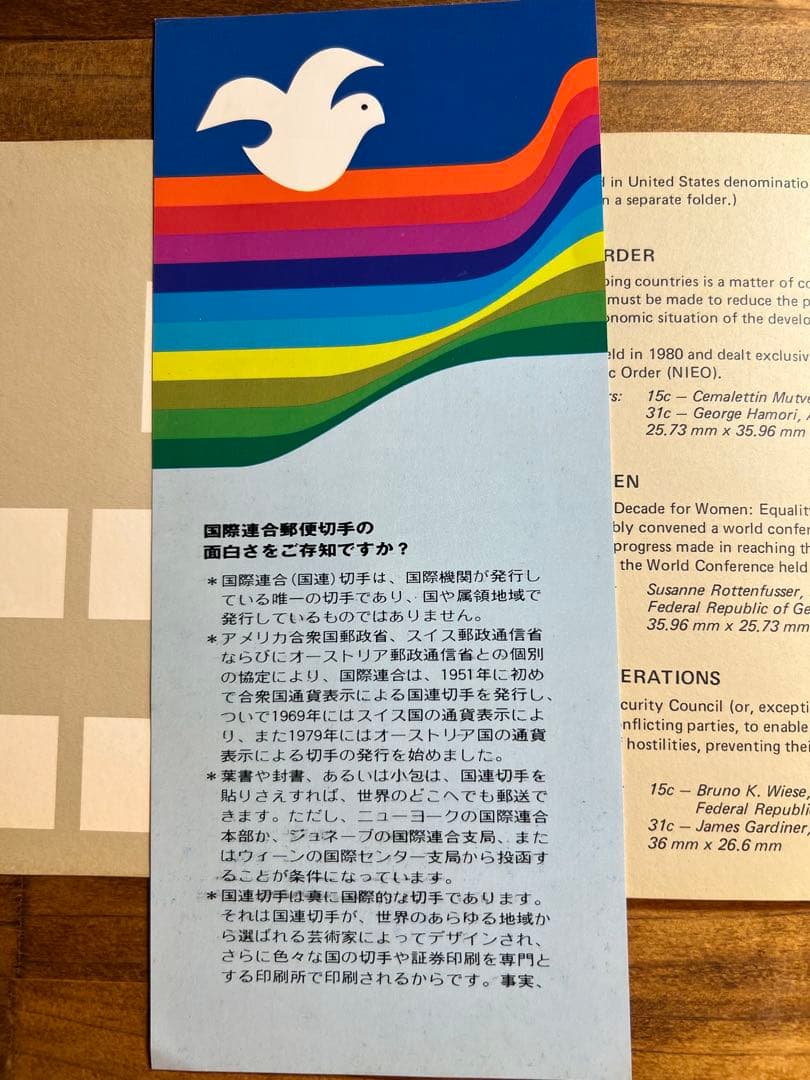 国際連合郵便切手の
面白さをご存知ですか?
*国際連合(国連)切手は、国際機関が発行し
ている唯一の切手であり、国や属領地域で
発行しているものではありません。
*アメリカ合衆国郵政省、スイス郵政通信省
ならびにオーストリア郵政通信省との個別
の協定により、国際連合は、1951年に初め
て合衆国通貨表示による国連切手を発行し、
ついで1969年にはスイス国の通貨表示によ
り、また1979年にはオーストリア国の通貨
表示による切手の発行を始めました。
*葉書や封書、あるいは小包は、国連切手を
貼りさえすれば、世界のどこへでも郵送で
きます。ただし、ニューヨークの国際連合
本部か、ジュネーブの国際連合支局、また
はウィーンの国際センター支局から投函す
ることが条件になっています。
*国連切手は真に国際的な切手であります。
それは国連切手が、世界のあらゆる地域か
ら選ばれる芸術家によってデザインされ、
さらに色々な国の切手や証券印刷を専門と
する印刷所で印刷されるからです。事実、
in United States
in a separate folder.)
RDER
ping countries is a matter of
must be made to reduce the
onomic situation of the
eld in 1980 and dealt
c Order (NIEO).
rs: 15c — Cemalettin
31c — George Hamori,
25.73 mm x 35.96 mm
EN
Decade for Women:
bly convened a world
progress made in reaching
the World Conference held
Susanne Rottenfusser,
Federal Republic of
35.96 mm x 25.73 mm
ERATIONS
curity Council (or,
onflicting parties, to enable
hostilities, preventing
15c — Bruno K. Wiese,
Federal
31c — James Gardiner,
36 mm x 26.6 mm